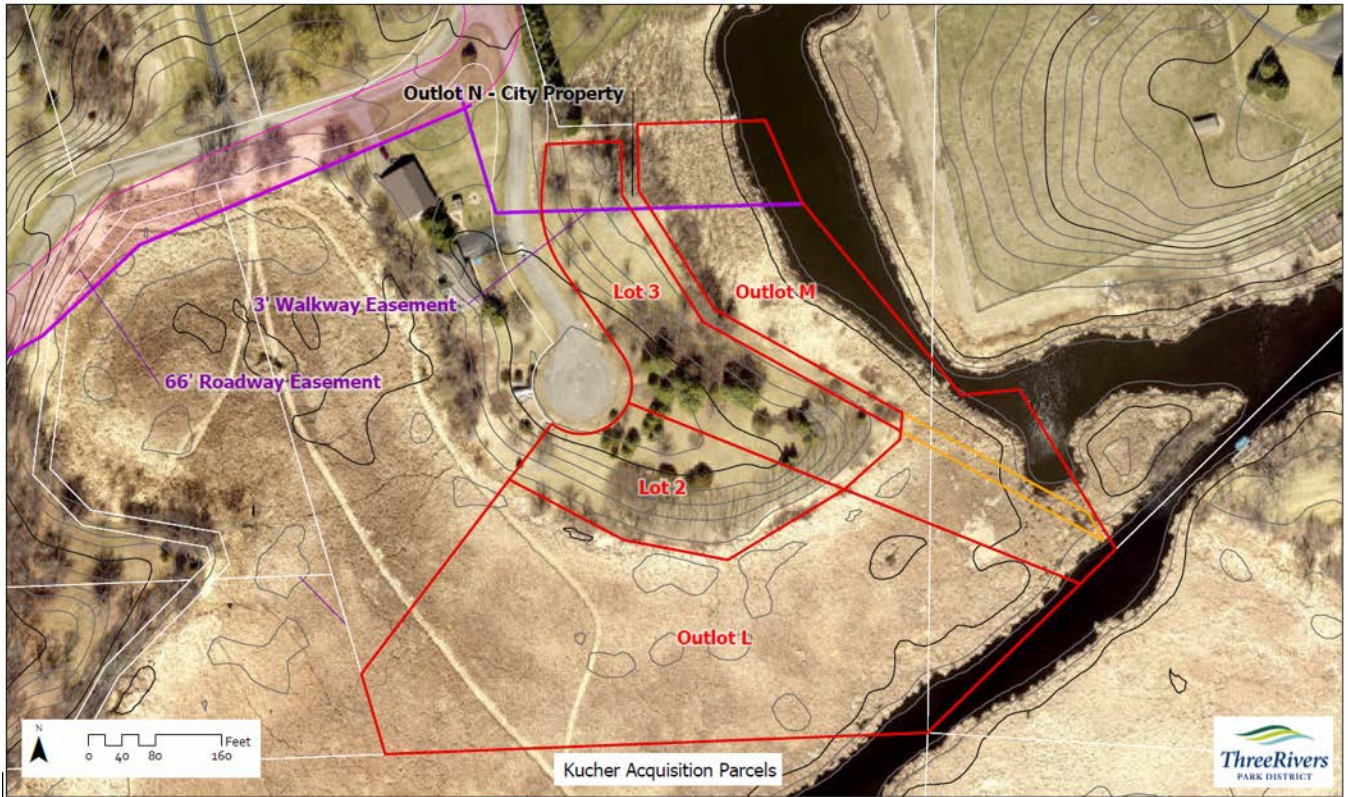 Outlot N - City Property
3' Walkway Easement
Lot 3
Outlot M
66' Roadway Easement
Lot 2
Outlot L
N
0 40 80 160 Feet
Kucher Acquisition Parcels
ThreeRivers
PARK DISTRICT